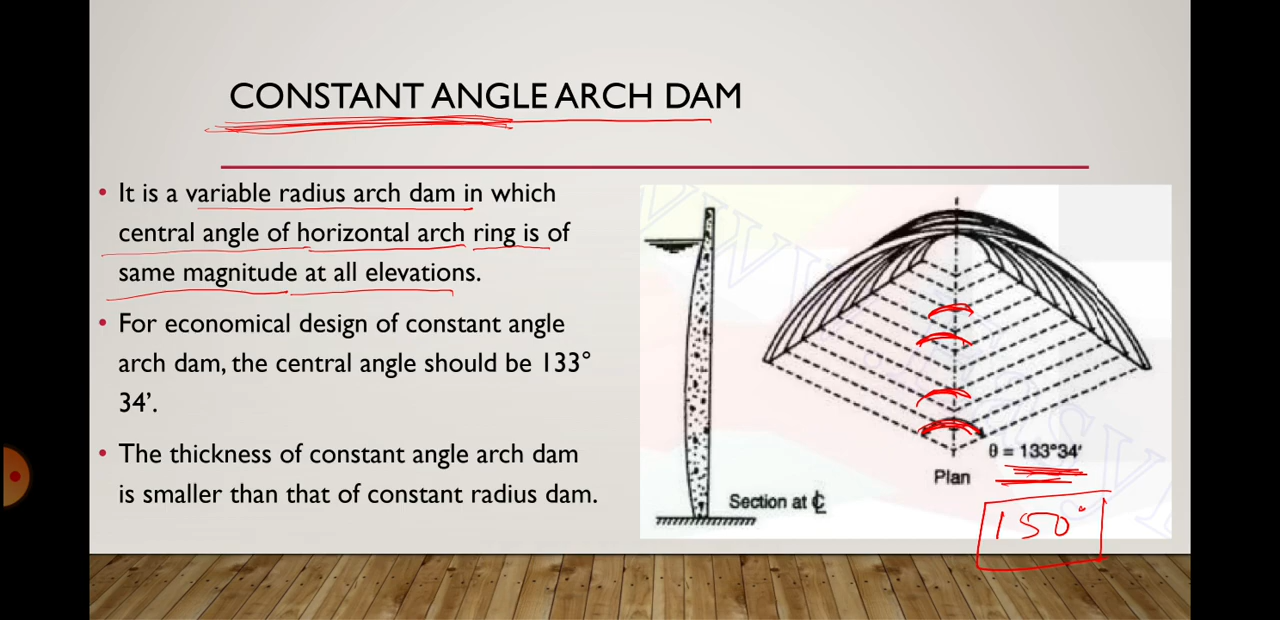 CONSTANT ANGLE ARCH DAM
• It is a variable radius arch dam in which
central angle of horizontal arch ring is of
same magnitude at all elevations.
• For economical design of constant angle
arch dam, the central angle should be 133°
34’.
• The thickness of constant angle arch dam
is smaller than that of constant radius dam.
Section at ℄
θ = 133°34'
Plan
150°